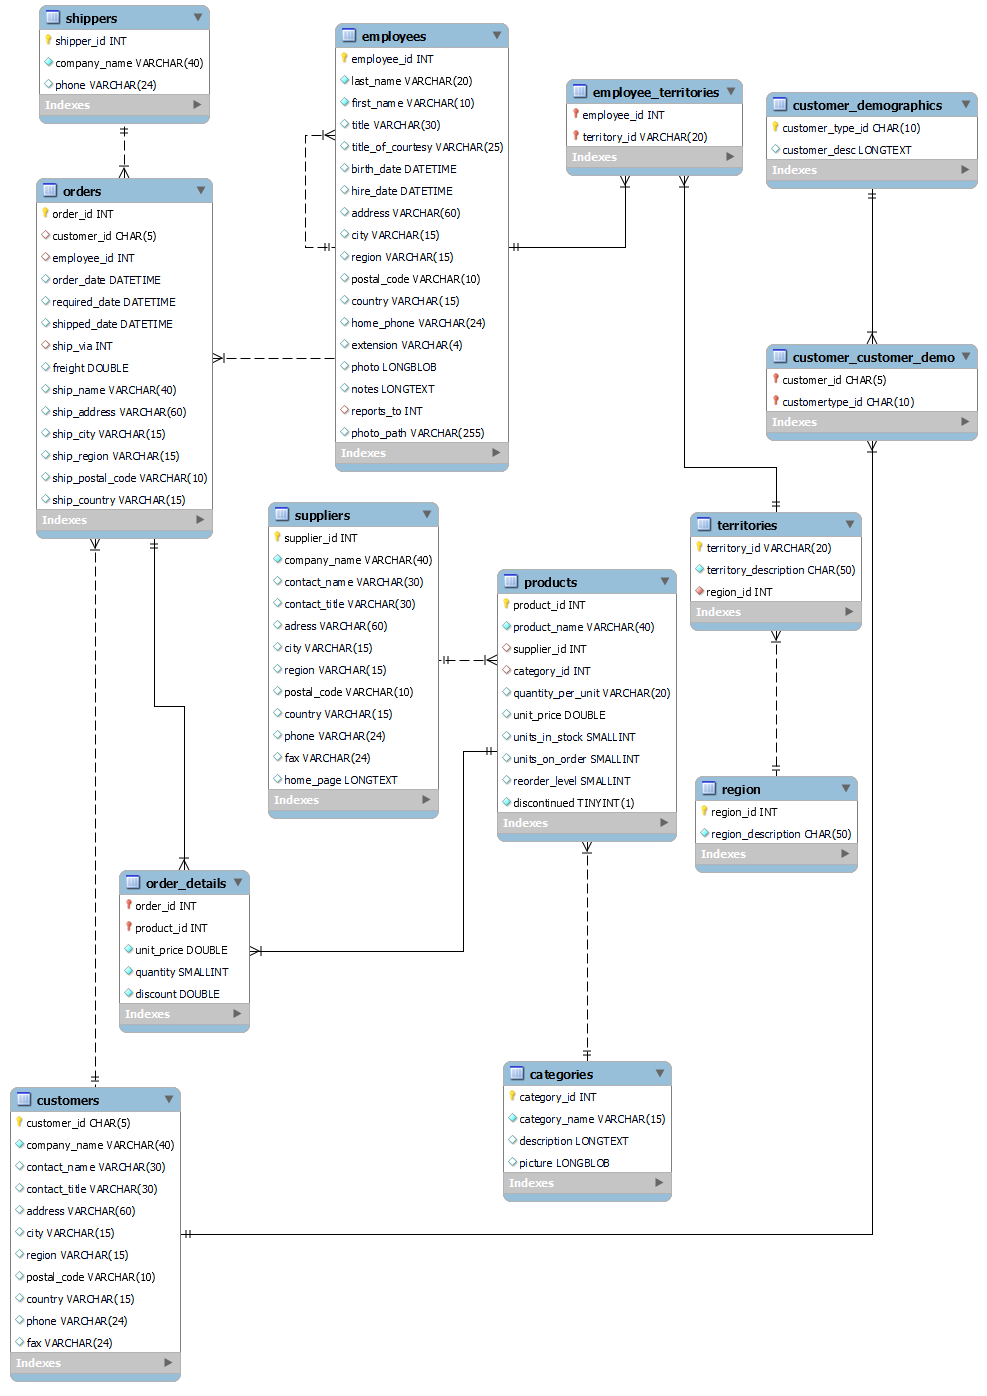 shippers
shipper_id INT
company_name VARCHAR(40)
phone VARCHAR(24)
Indexes
employees
employee_id INT
last_name VARCHAR(20)
first_name VARCHAR(10)
title VARCHAR(30)
title_of_courtesy VARCHAR(25)
birth_date DATETIME
hire_date DATETIME
address VARCHAR(60)
city VARCHAR(15)
region VARCHAR(15)
postal_code VARCHAR(10)
country VARCHAR(15)
home_phone VARCHAR(24)
extension VARCHAR(4)
photo LONGBLOB
notes LONGTEXT
reports_to INT
photo_path VARCHAR(255)
Indexes
employee_territories
employee_id INT
territory_id VARCHAR(20)
Indexes
customer_demographics
customer_type_id CHAR(10)
customer_desc LONGTEXT
Indexes
orders
order_id INT
customer_id CHAR(5)
employee_id INT
order_date DATETIME
required_date DATETIME
shipped_date DATETIME
ship_via INT
freight DOUBLE
ship_name VARCHAR(40)
ship_address VARCHAR(60)
ship_city VARCHAR(15)
ship_region VARCHAR(15)
ship_postal_code VARCHAR(10)
ship_country VARCHAR(15)
Indexes
customer_customer_demo
customer_id CHAR(5)
customertype_id CHAR(10)
Indexes
suppliers
supplier_id INT
company_name VARCHAR(40)
contact_name VARCHAR(30)
contact_title VARCHAR(30)
adress VARCHAR(60)
city VARCHAR(15)
region VARCHAR(15)
postal_code VARCHAR(10)
country VARCHAR(15)
phone VARCHAR(24)
fax VARCHAR(24)
home_page LONGTEXT
Indexes
products
product_id INT
product_name VARCHAR(40)
supplier_id INT
category_id INT
quantity_per_unit VARCHAR(20)
unit_price DOUBLE
units_in_stock SMALLINT
units_on_order SMALLINT
reorder_level SMALLINT
discontinued TINYINT(1)
Indexes
territories
territory_id VARCHAR(20)
territory_description CHAR(50)
region_id INT
Indexes
region
region_id INT
region_description CHAR(50)
Indexes
order_details
order_id INT
product_id INT
unit_price DOUBLE
quantity SMALLINT
discount DOUBLE
Indexes
categories
category_id INT
category_name VARCHAR(15)
description LONGTEXT
picture LONGBLOB
Indexes
customers
customer_id CHAR(5)
company_name VARCHAR(40)
contact_name VARCHAR(30)
contact_title VARCHAR(30)
address VARCHAR(60)
city VARCHAR(15)
region VARCHAR(15)
postal_code VARCHAR(10)
country VARCHAR(15)
phone VARCHAR(24)
fax VARCHAR(24)
Indexes